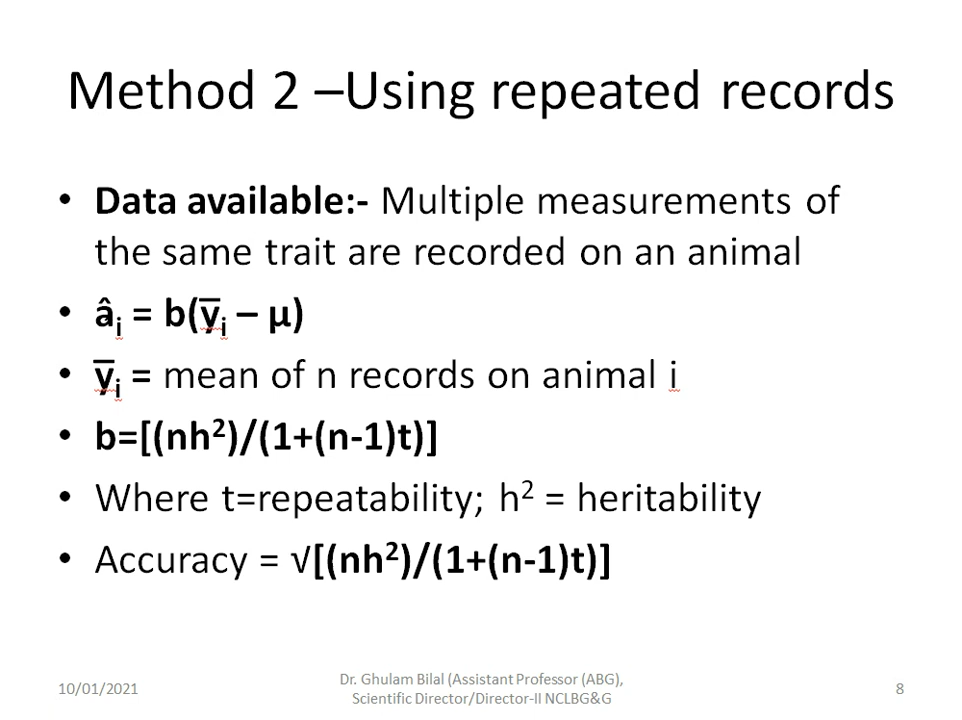 Method 2 –Using repeated records
• Data available:- Multiple measurements of
the same trait are recorded on an animal
• âᵢ = b(y̅ᵢ – µ)
• y̅ᵢ = mean of n records on animal i
• b=[(nh²)/(1+(n-1)t)]
• Where t=repeatability; h² = heritability
• Accuracy = √[(nh²)/(1+(n-1)t)]
10/01/2021
Dr. Ghulam Bilal (Assistant Professor (ABG),
Scientific Director/Director-II NCLBG&G
8